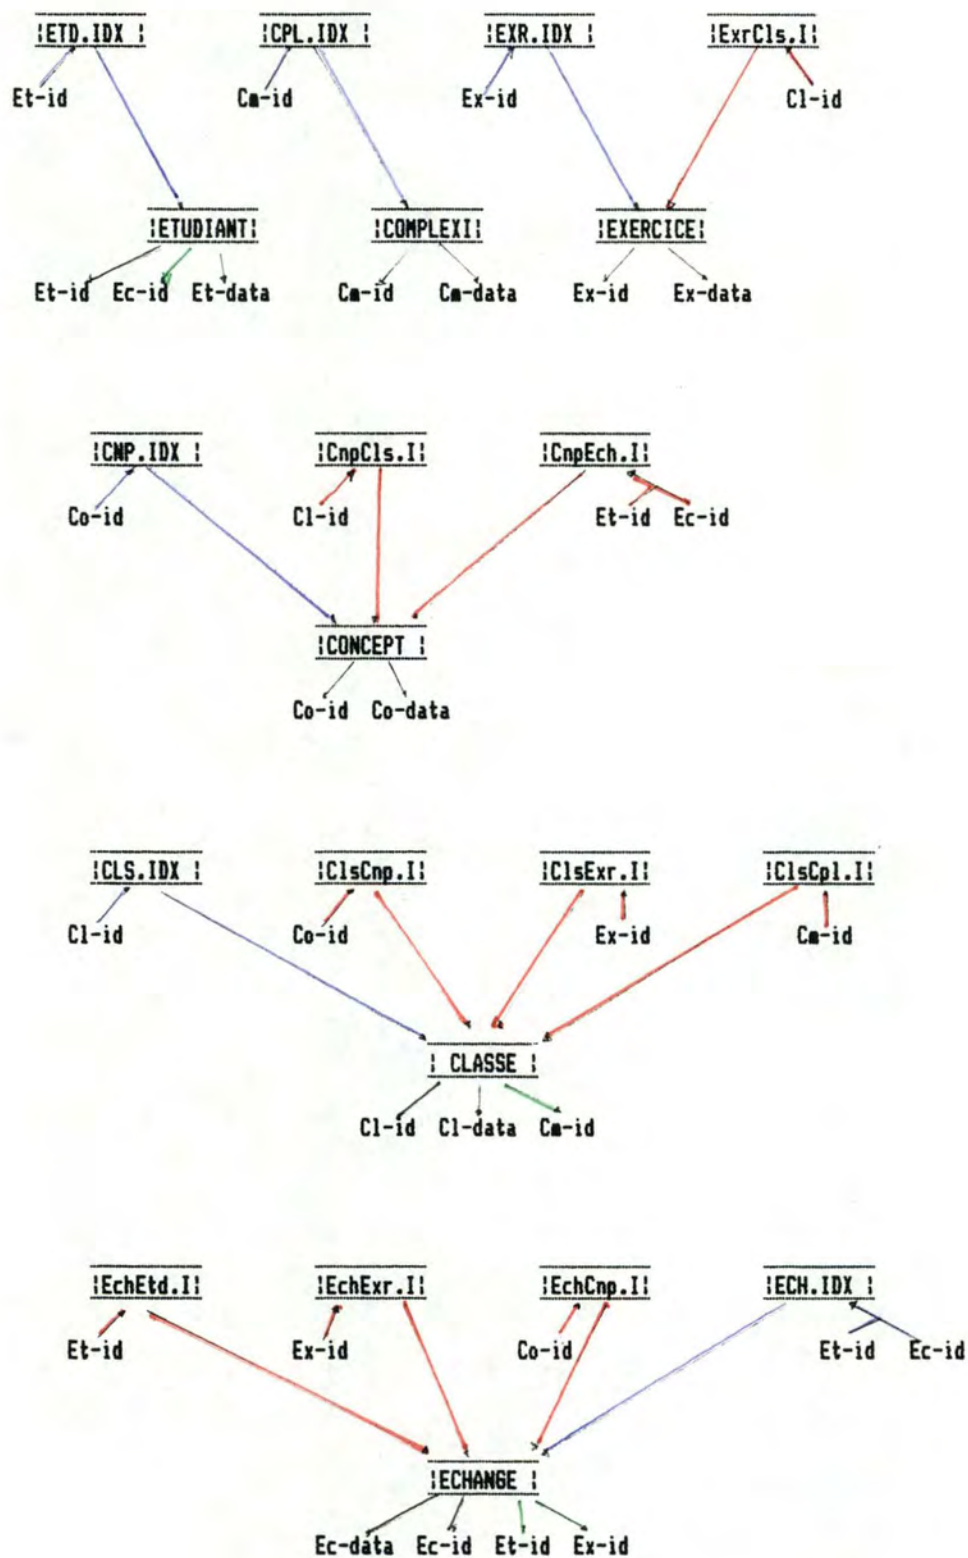 ¦ETD.IDX ¦ ¦CPL.IDX ¦ ¦EXR.IDX ¦ ¦ExrCls.I¦
Et-id Cm-id Ex-id Cl-id
¦ETUDIANT¦ ¦COMPLEXI¦ ¦EXERCICE¦
Et-id Ec-id Et-data Cm-id Cm-data Ex-id Ex-data
¦CNP.IDX ¦ ¦CnpCls.I¦ ¦CnpEch.I¦
Co-id Cl-id Et-id Ec-id
¦CONCEPT ¦
Co-id Co-data
¦CLS.IDX ¦ ¦ClsCnp.I¦ ¦ClsExr.I¦ ¦ClsCpl.I¦
Cl-id Co-id Ex-id Cm-id
¦ CLASSE ¦
Cl-id Cl-data Cm-id
¦EchEtd.I¦ ¦EchExr.I¦ ¦EchCnp.I¦ ¦ECH.IDX ¦
Et-id Ex-id Co-id Et-id Ec-id
¦ECHANGE ¦
Ec-data Ec-id Et-id Ex-id